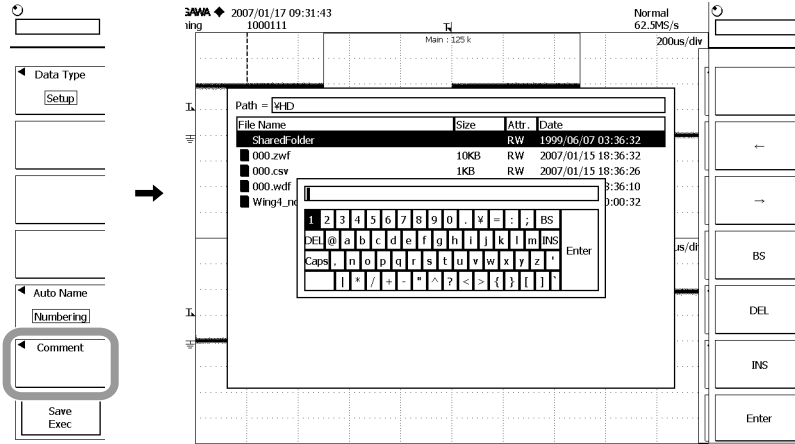 Data Type
Setup
Auto Name
Numbering
Comment
Save
Exec
2007/01/17 09:31:43
1000111
Normal
62.5MS/s
Main : 125 k
200us/div
Path = ¥HD
File Name Size Attr. Date
SharedFolder RW 1999/06/07 03:36:32
000.zwf 10KB RW 2007/01/15 18:36:32
000.csv 1KB RW 2007/01/15 18:36:26
000.wdf 3:36:10
Wing4_no 0:00:32
1 2 3 4 5 6 7 8 9 0 . ¥ = : ; BS
DEL @ a b c d e f g h i j k l m INS
Enter
Caps , n o p q r s t u v w x y z '
| * / + - " ^ ? < > { } [ ] `
us/di
←
→
BS
DEL
INS
Enter